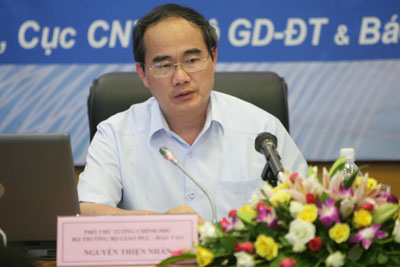 , Cục CN GD-ĐT & Bá
PHÓ THỦ TƯỚNG CHÍNH PHỦ
BỘ TRƯỞNG BỘ GIÁO DỤC - ĐÀO TẠO
NGUYỄN THIỆN NHÂN